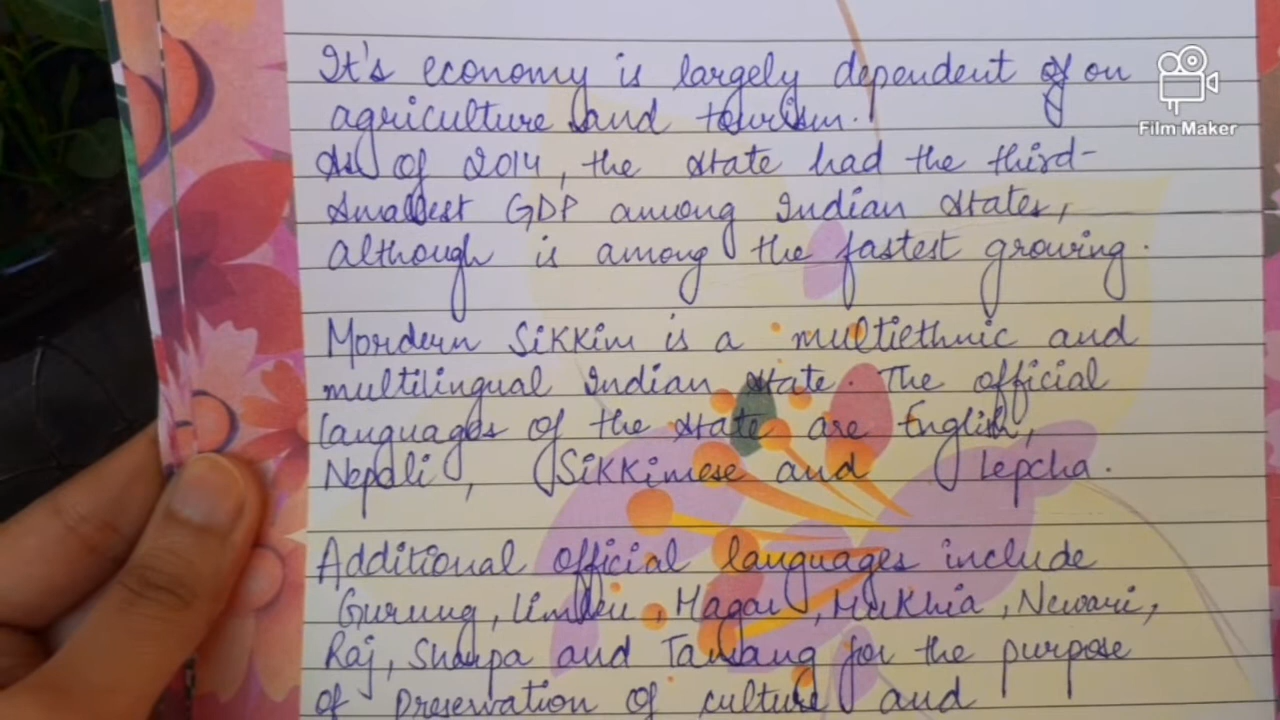 It's economy is largely dependent of on
agriculture and tourism.
As of 2014, the state had the third-
smallest GDP among Indian states,
although is among the fastest growing.
Mordern Sikkim is a multiethnic and
multilingual Indian state. The official
languages of the state are English,
Nepali, Sikkimese and Lepcha.
Additional official languages include
Gurung, Limbu, Magar, Mukhia, Newari,
Raj, Sharpa and Tamang for the purpose
of preservation of culture and
Film Maker